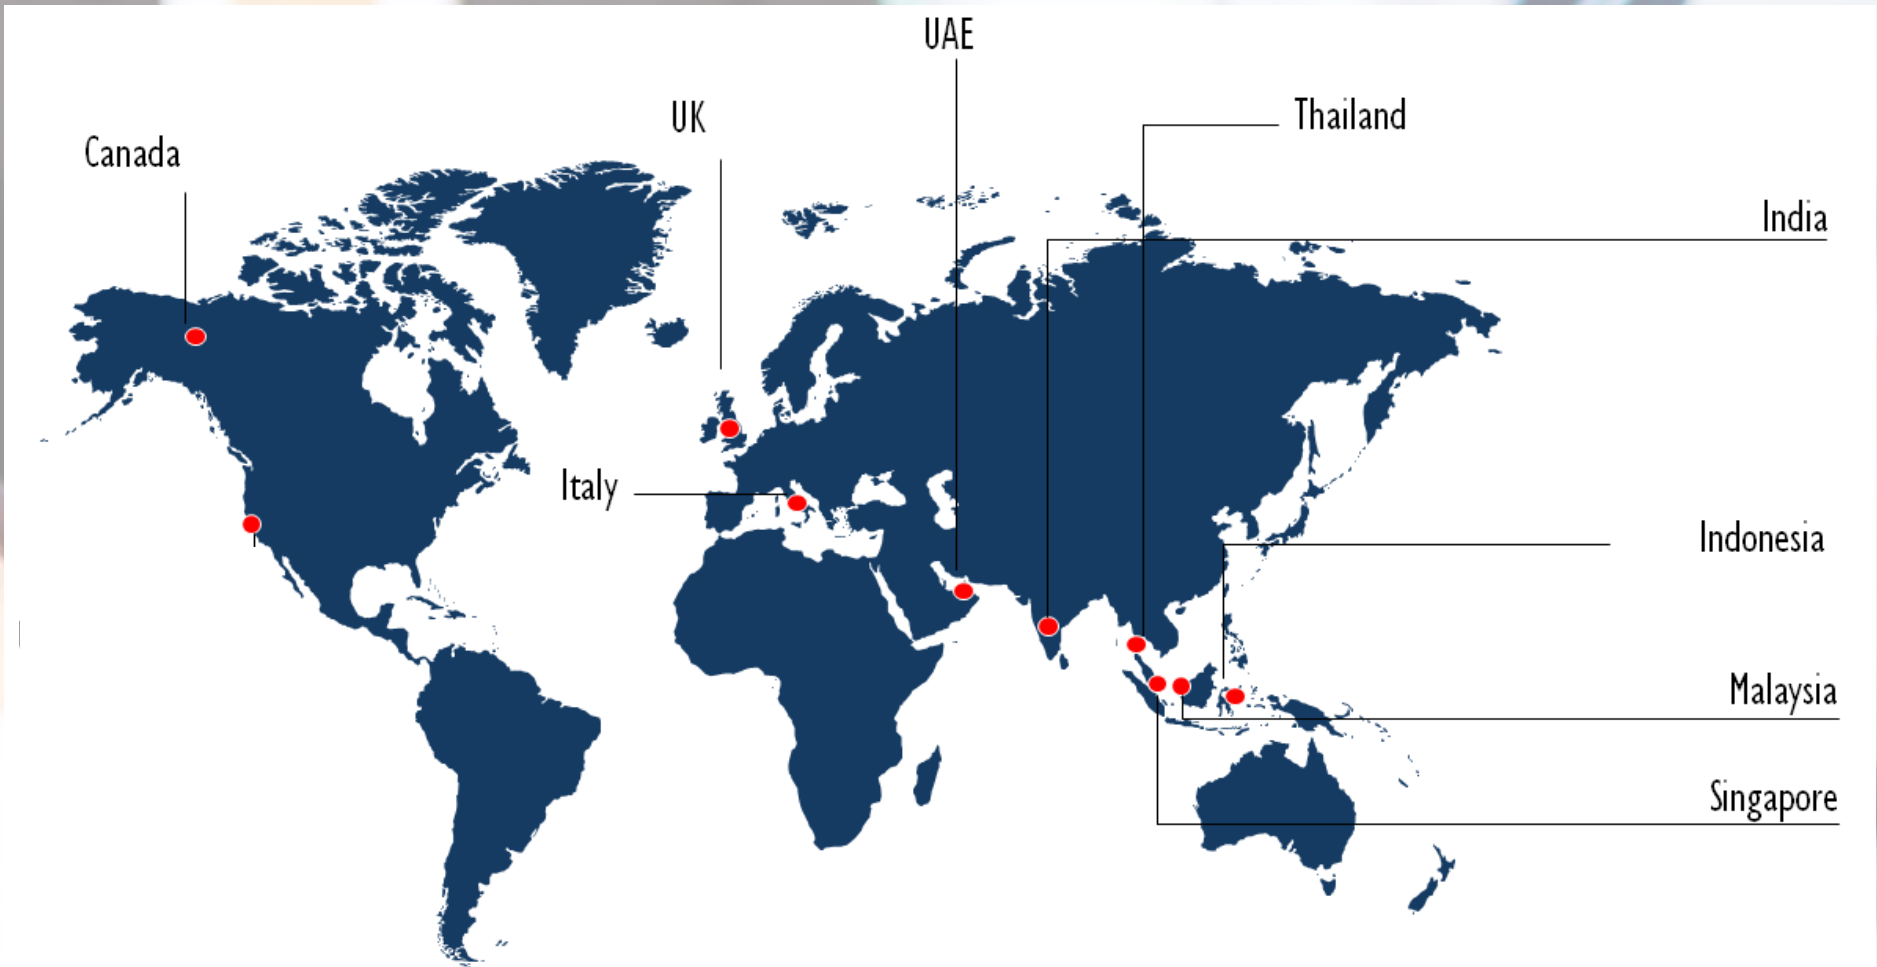 UAE
UK
Thailand
Canada
India
Italy
Indonesia
Malaysia
Singapore